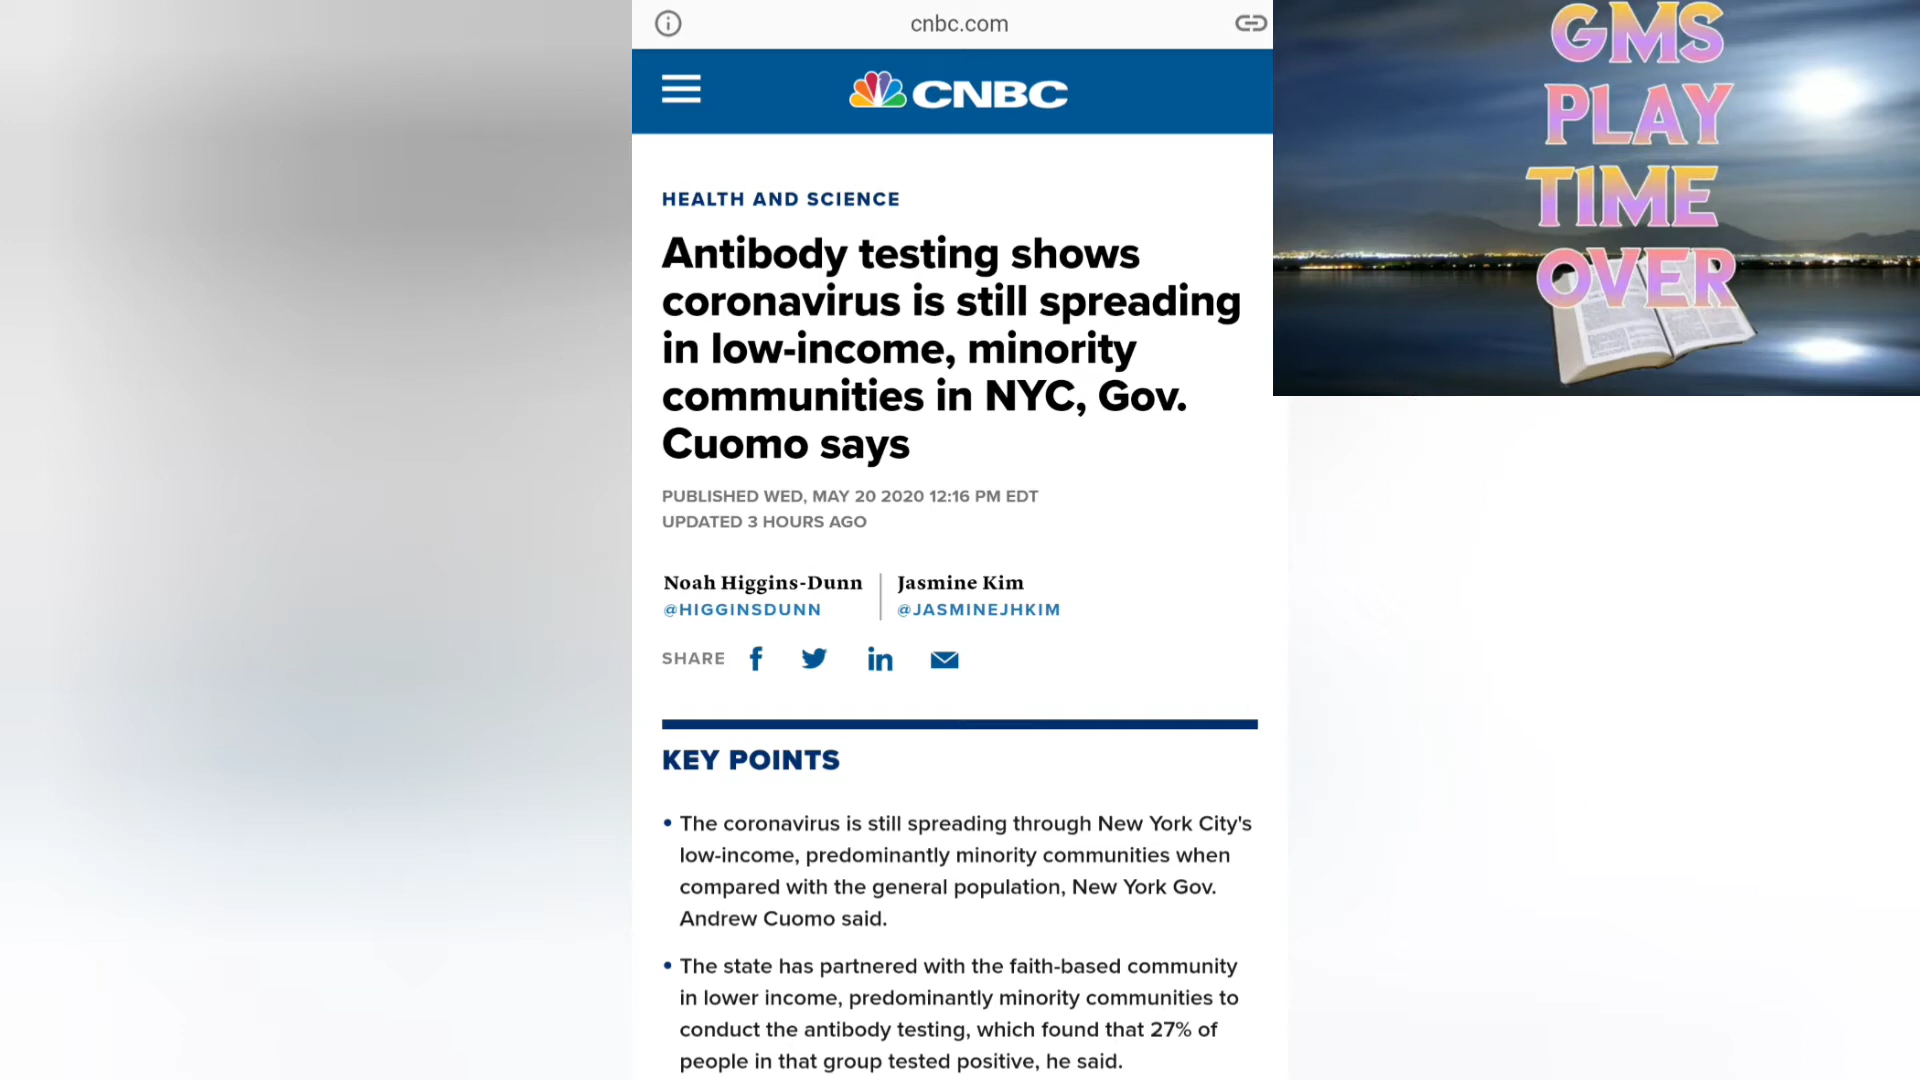 cnbc.com
CNBC
HEALTH AND SCIENCE
Antibody testing shows
coronavirus is still spreading
in low-income, minority
communities in NYC, Gov.
Cuomo says
PUBLISHED WED, MAY 20 2020 12:16 PM EDT
UPDATED 3 HOURS AGO
Noah Higgins-Dunn
@HIGGINSDUNN
Jasmine Kim
@JASMINEJHKIM
SHARE
KEY POINTS
• The coronavirus is still spreading through New York City's
low-income, predominantly minority communities when
compared with the general population, New York Gov.
Andrew Cuomo said.
• The state has partnered with the faith-based community
in lower income, predominantly minority communities to
conduct the antibody testing, which found that 27% of
people in that group tested positive, he said.
GMS
PLAY
TIME
OVER